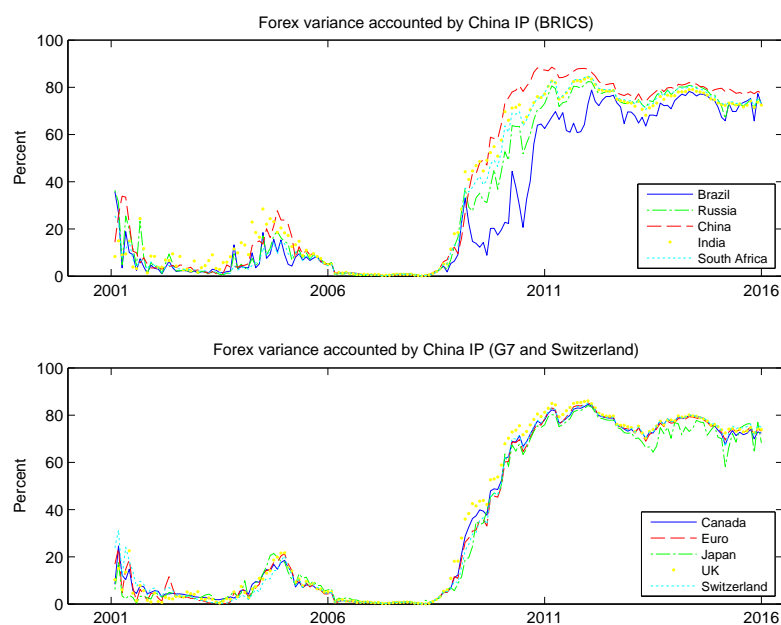 Forex variance accounted by China IP (BRICS)
100
80
60
40
20
0
Percent
2001
2006
2011
2016
Brazil
Russia
China
India
South Africa
Forex variance accounted by China IP (G7 and Switzerland)
100
80
60
40
20
0
Percent
2001
2006
2011
2016
Canada
Euro
Japan
UK
Switzerland